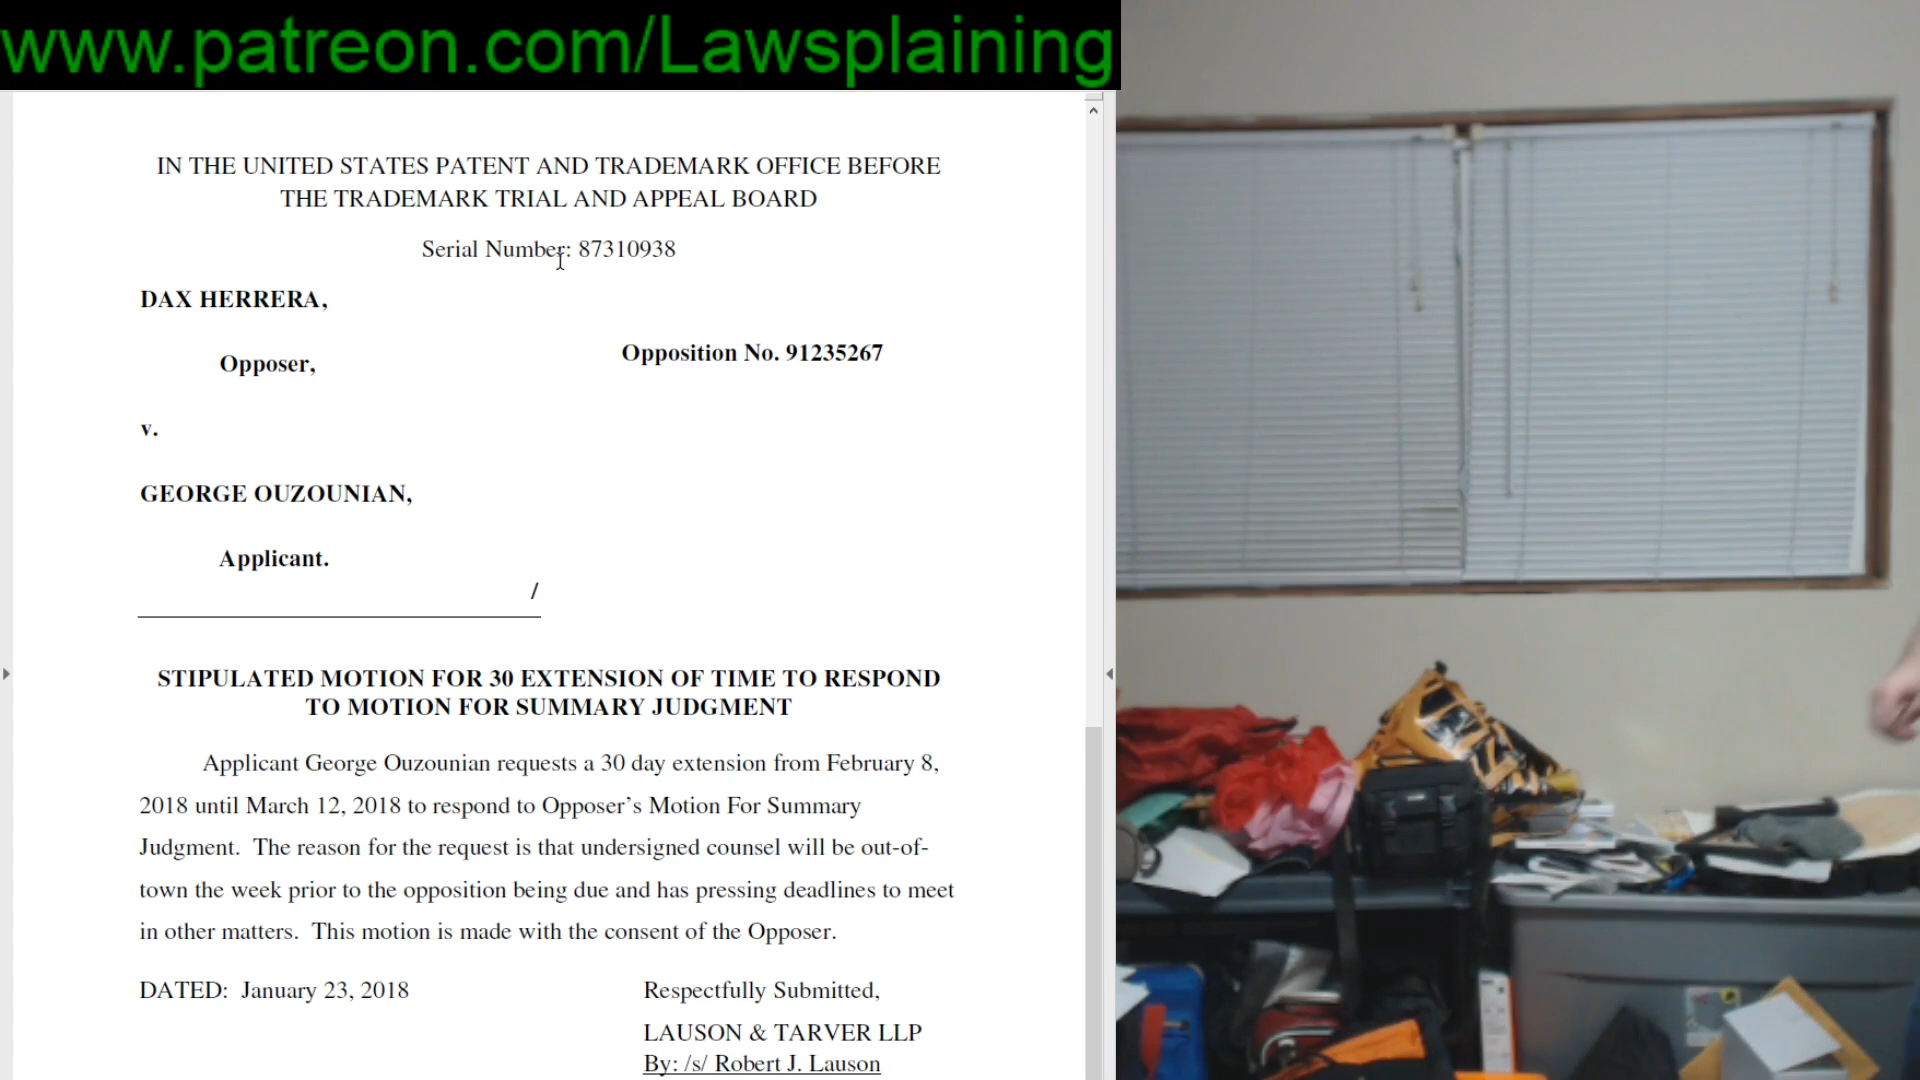 www.patreon.com/Lawsplaining
IN THE UNITED STATES PATENT AND TRADEMARK OFFICE BEFORE
THE TRADEMARK TRIAL AND APPEAL BOARD
Serial Number: 87310938
DAX HERRERA,
Opposition No. 91235267
Opposer,
v.
GEORGE OUZOUNIAN,
Applicant.
/
STIPULATED MOTION FOR 30 EXTENSION OF TIME TO RESPOND
TO MOTION FOR SUMMARY JUDGMENT
Applicant George Ouzounian requests a 30 day extension from February 8,
2018 until March 12, 2018 to respond to Opposer’s Motion For Summary
Judgment. The reason for the request is that undersigned counsel will be out-of-
town the week prior to the opposition being due and has pressing deadlines to meet
in other matters. This motion is made with the consent of the Opposer.
DATED: January 23, 2018
Respectfully Submitted,
LAUSON & TARVER LLP
By: /s/ Robert J. Lauson